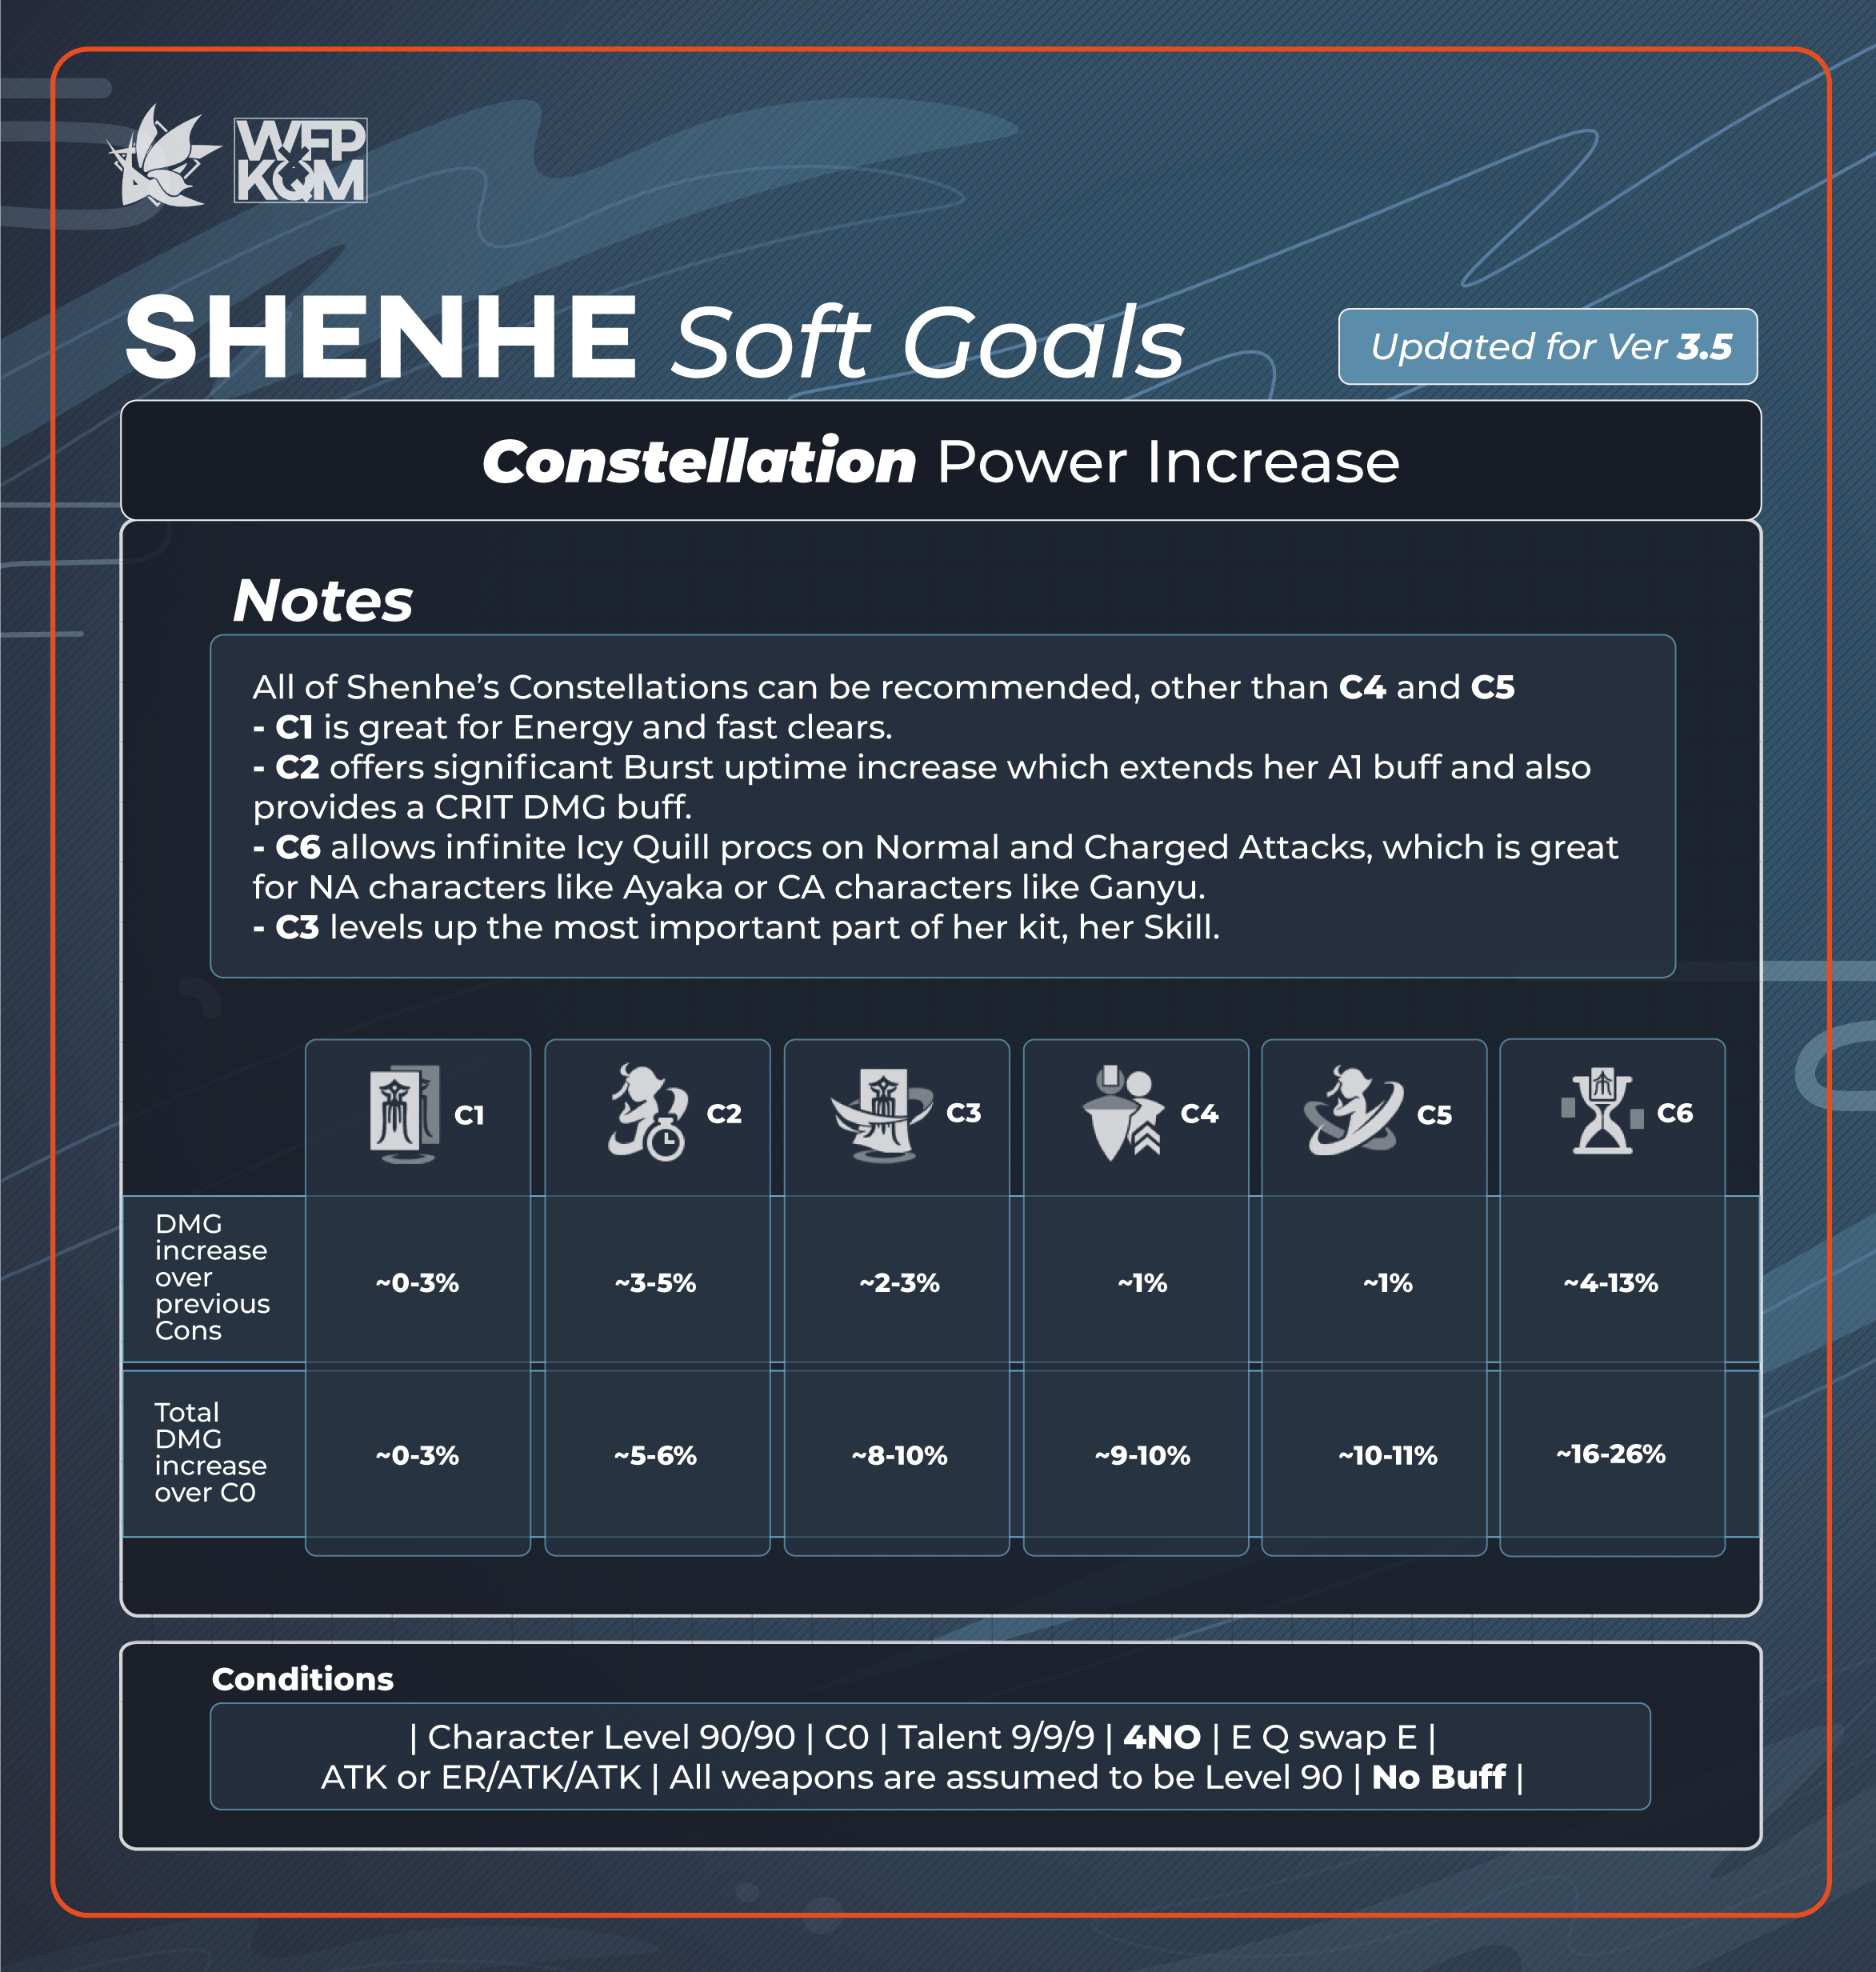 WFP
K&QM
SHENHE Soft Goals
Updated for Ver 3.5
Constellation Power Increase
Notes
All of Shenhe’s Constellations can be recommended, other than C4 and C5
- C1 is great for Energy and fast clears.
- C2 offers significant Burst uptime increase which extends her A1 buff and also
provides a CRIT DMG buff.
- C6 allows infinite Icy Quill procs on Normal and Charged Attacks, which is great
for NA characters like Ayaka or CA characters like Ganyu.
- C3 levels up the most important part of her kit, her Skill.
C1 C2 C3 C4 C5 C6
DMG
increase
over
previous
Cons
~0-3% ~3-5% ~2-3% ~1% ~1% ~4-13%
Total
DMG
increase
over C0
~0-3% ~5-6% ~8-10% ~9-10% ~10-11% ~16-26%
Conditions
| Character Level 90/90 | C0 | Talent 9/9/9 | 4NO | E Q swap E |
ATK or ER/ATK/ATK | All weapons are assumed to be Level 90 | No Buff |